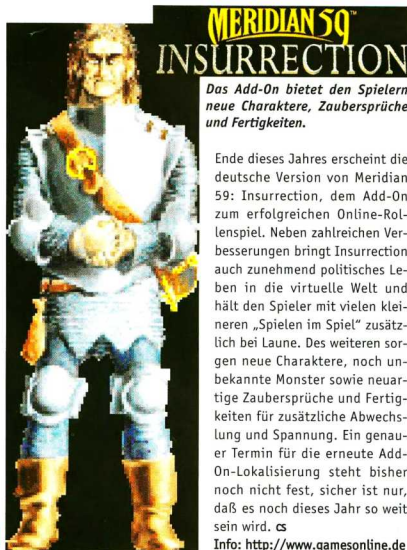 MERIDIAN 59™
INSURRECTION
Das Add-On bietet den Spielern
neue Charaktere, Zaubersprüche
und Fertigkeiten.
Ende dieses Jahres erscheint die
deutsche Version von Meridian
59: Insurrection, dem Add-On
zum erfolgreichen Online-Rol-
lenspiel. Neben zahlreichen Ver-
besserungen bringt Insurrection
auch zunehmend politisches Le-
ben in die virtuelle Welt und
hält den Spieler mit vielen klei-
neren „Spielen im Spiel“ zusätz-
lich bei Laune. Des weiteren sor-
gen neue Charaktere, noch un-
bekannte Monster sowie neuar-
tige Zaubersprüche und Fertig-
keiten für zusätzliche Abwechs-
lung und Spannung. Ein genau-
er Termin für die erneute Add-
On-Lokalisierung steht bisher
noch nicht fest, sicher ist nur,
daß es noch dieses Jahr so weit
sein wird. cs
Info: http://www.gamesonline.de